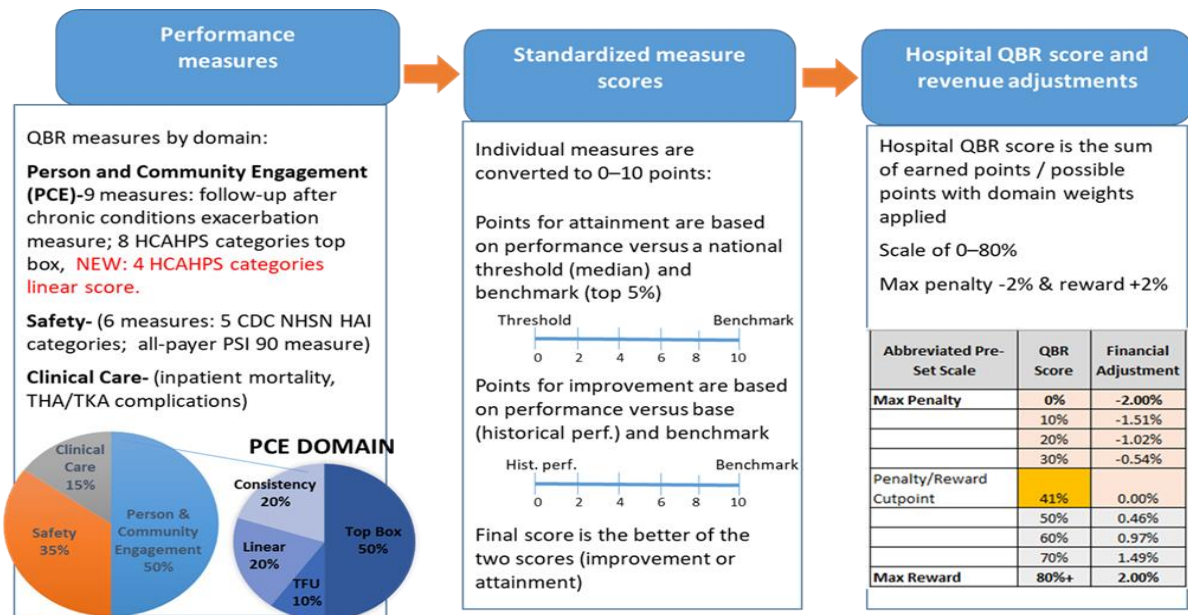 Performance
measures
QBR measures by domain:
Person and Community Engagement
(PCE)-9 measures: follow-up after
chronic conditions exacerbation
measure; 8 HCAHPS categories top
box, NEW: 4 HCAHPS categories
linear score.
Safety- (6 measures: 5 CDC NHSN HAI
categories; all-payer PSI 90 measure)
Clinical Care- (inpatient mortality,
THA/TKA complications)
Clinical
Care
15%
Safety
35%
Person &
Community
Engagement
50%
PCE DOMAIN
Consistency
20%
Linear
20%
TFU
10%
Top Box
50%
Standardized measure
scores
Individual measures are
converted to 0–10 points:
Points for attainment are based
on performance versus a national
threshold (median) and
benchmark (top 5%)
Threshold Benchmark
0 2 4 6 8 10
Points for improvement are based
on performance versus base
(historical perf.) and benchmark
Hist. perf. Benchmark
0 2 4 6 8 10
Final score is the better of the
two scores (improvement or
attainment)
Hospital QBR score and
revenue adjustments
Hospital QBR score is the sum
of earned points / possible
points with domain weights
applied
Scale of 0–80%
Max penalty -2% & reward +2%
Abbreviated Pre-
Set Scale
QBR
Score
Financial
Adjustment
Max Penalty 0% -2.00%
10% -1.51%
20% -1.02%
30% -0.54%
Penalty/Reward
Cutpoint 41% 0.00%
50% 0.46%
60% 0.97%
70% 1.49%
Max Reward 80%+ 2.00%